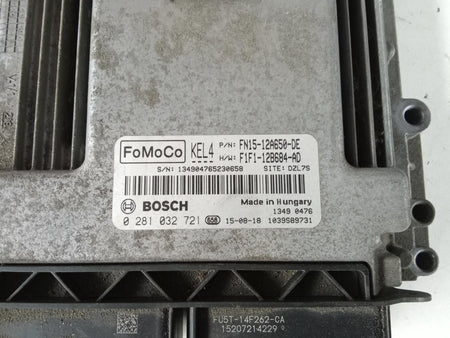 FoMoCo KEL4 P/N: FN15-12A650-DE
H/W: F1F1-12B684-AD
S/N: 134904765230658 SITE: DZL7S
BOSCH Made in Hungary
1349 0476
0 281 032 721 658 15-08-18 1039S89731
FU5T-14F262-CA
15207214229